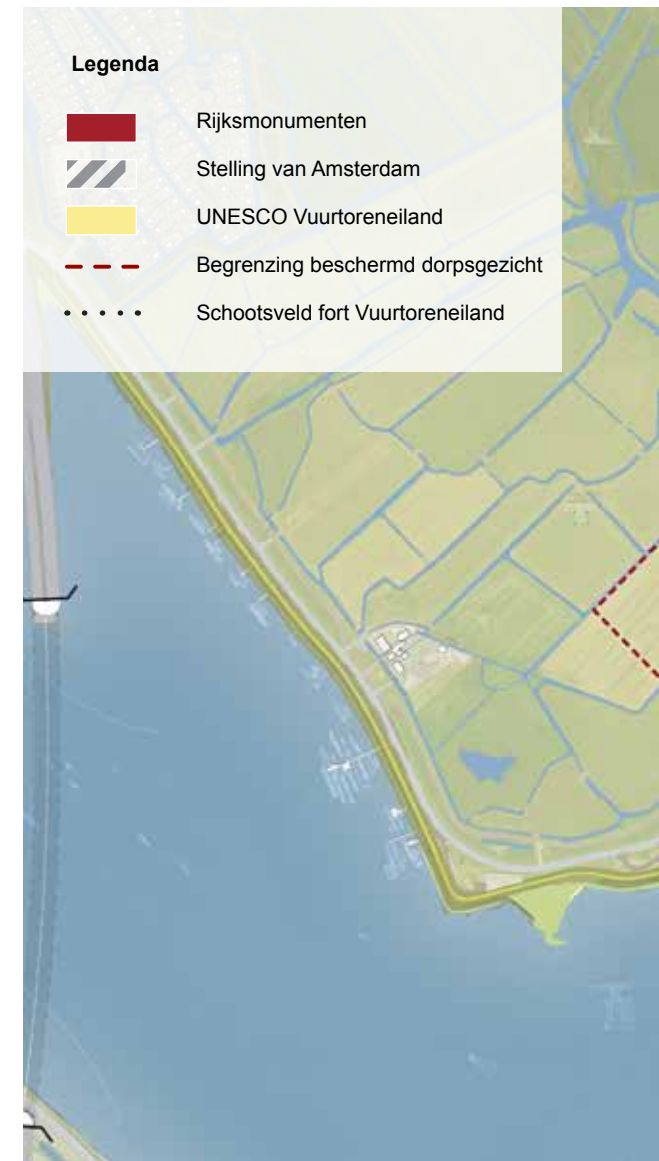 Legenda
Rijksmonumenten
Stelling van Amsterdam
UNESCO Vuurtoreneiland
Begrenzing beschermd dorpsgezicht
Schootsveld fort Vuurtoreneiland